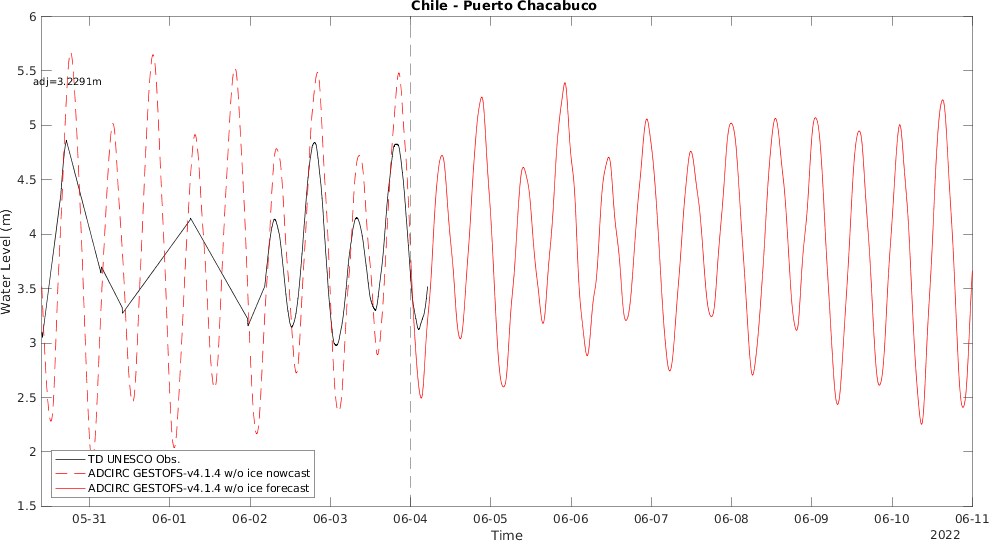 Chile - Puerto Chacabuco
6
5.5
adj=3.2291m
5
4.5
4
3.5
3
2.5
2
1.5
Water Level (m)
TD UNESCO Obs.
ADCIRC GESTOFS-v4.1.4 w/o ice nowcast
ADCIRC GESTOFS-v4.1.4 w/o ice forecast
05-31 06-01 06-02 06-03 06-04 06-05 06-06 06-07 06-08 06-09 06-10 06-11
Time
2022